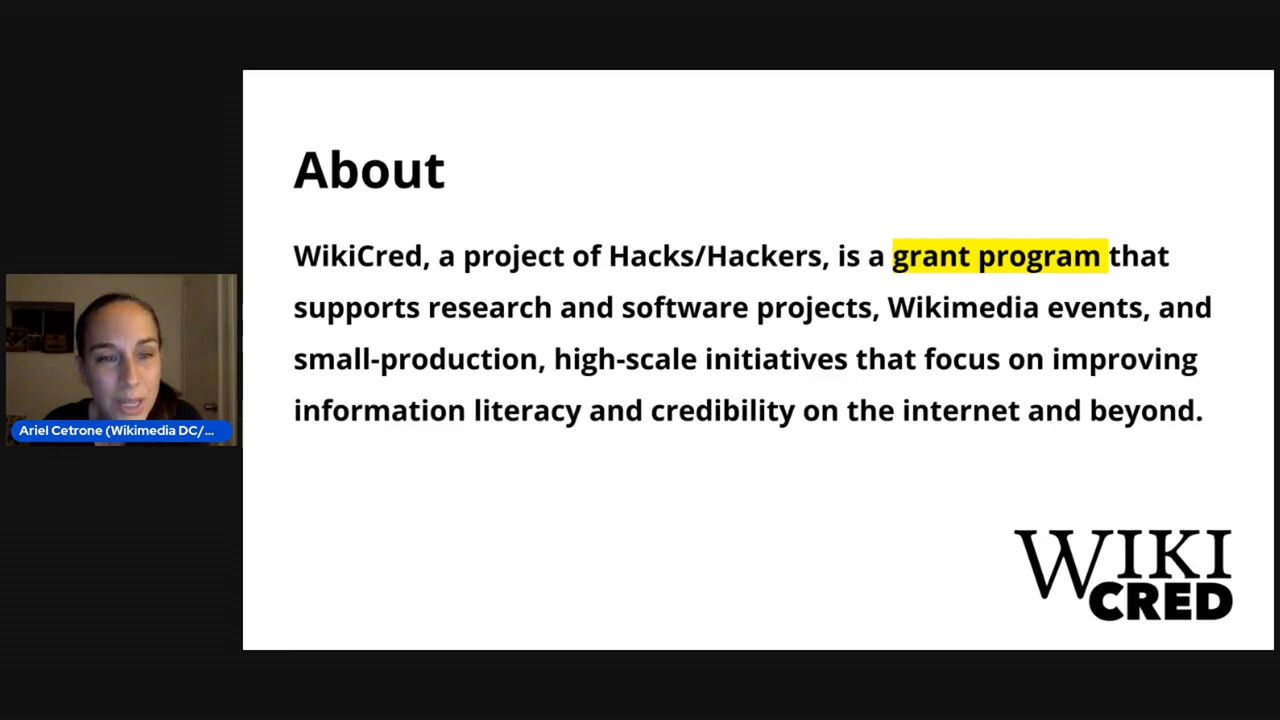 About
WikiCred, a project of Hacks/Hackers, is a grant program that
supports research and software projects, Wikimedia events, and
small-production, high-scale initiatives that focus on improving
information literacy and credibility on the internet and beyond.
Ariel Cetrone (Wikimedia DC/...
WIKI
CRED